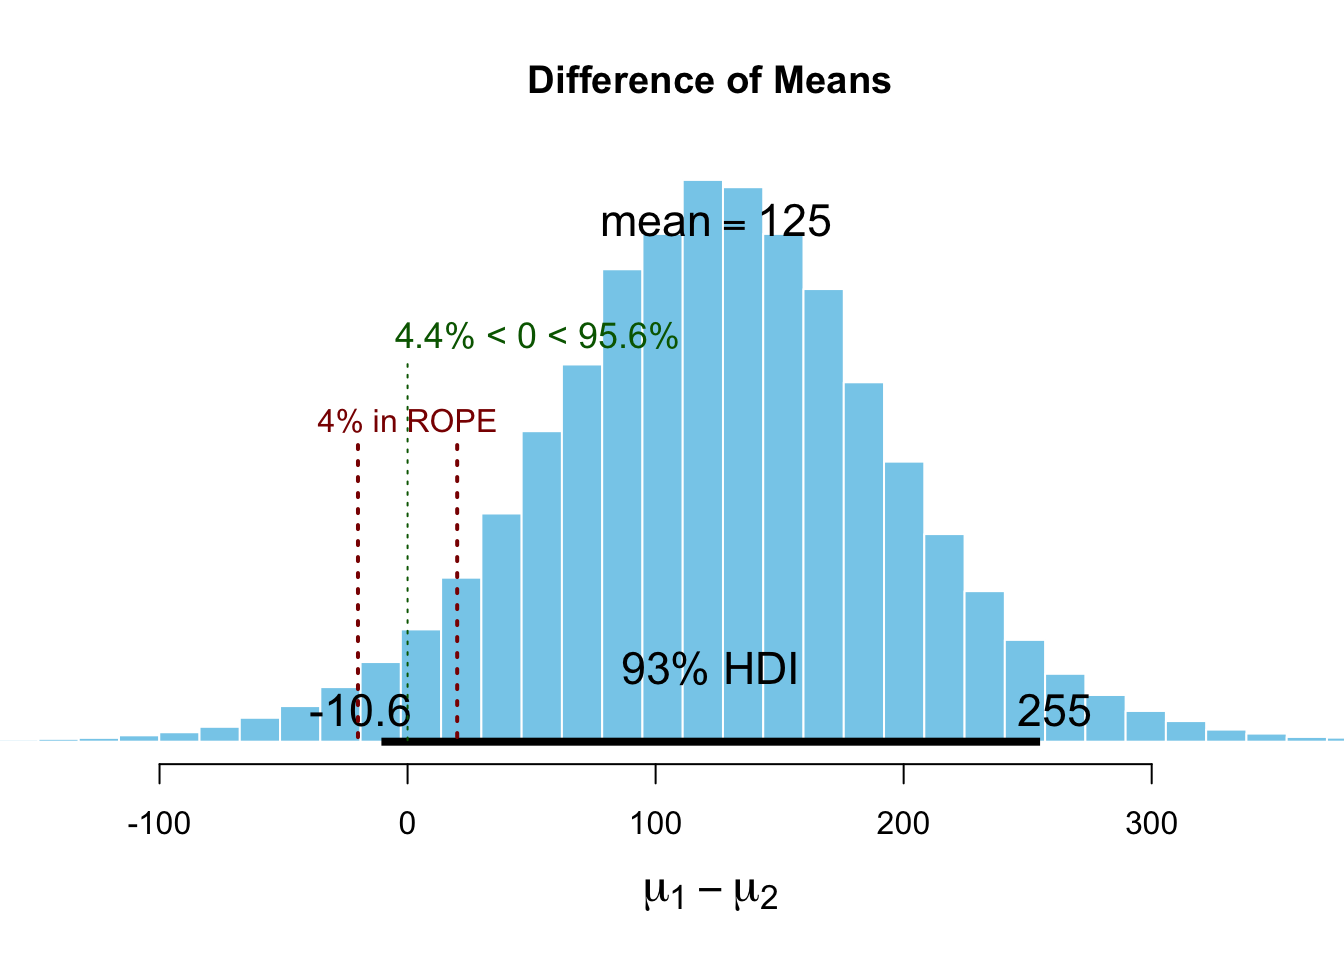 Difference of Means
mean = 125
4.4% < 0 < 95.6%
4% in ROPE
93% HDI
-10.6 255
-100 0 100 200 300
μ₁ − μ₂